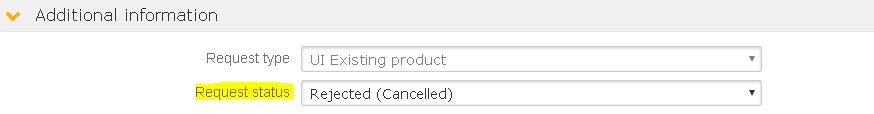 Additional information
Request type UI Existing product
Request status Rejected (Cancelled)